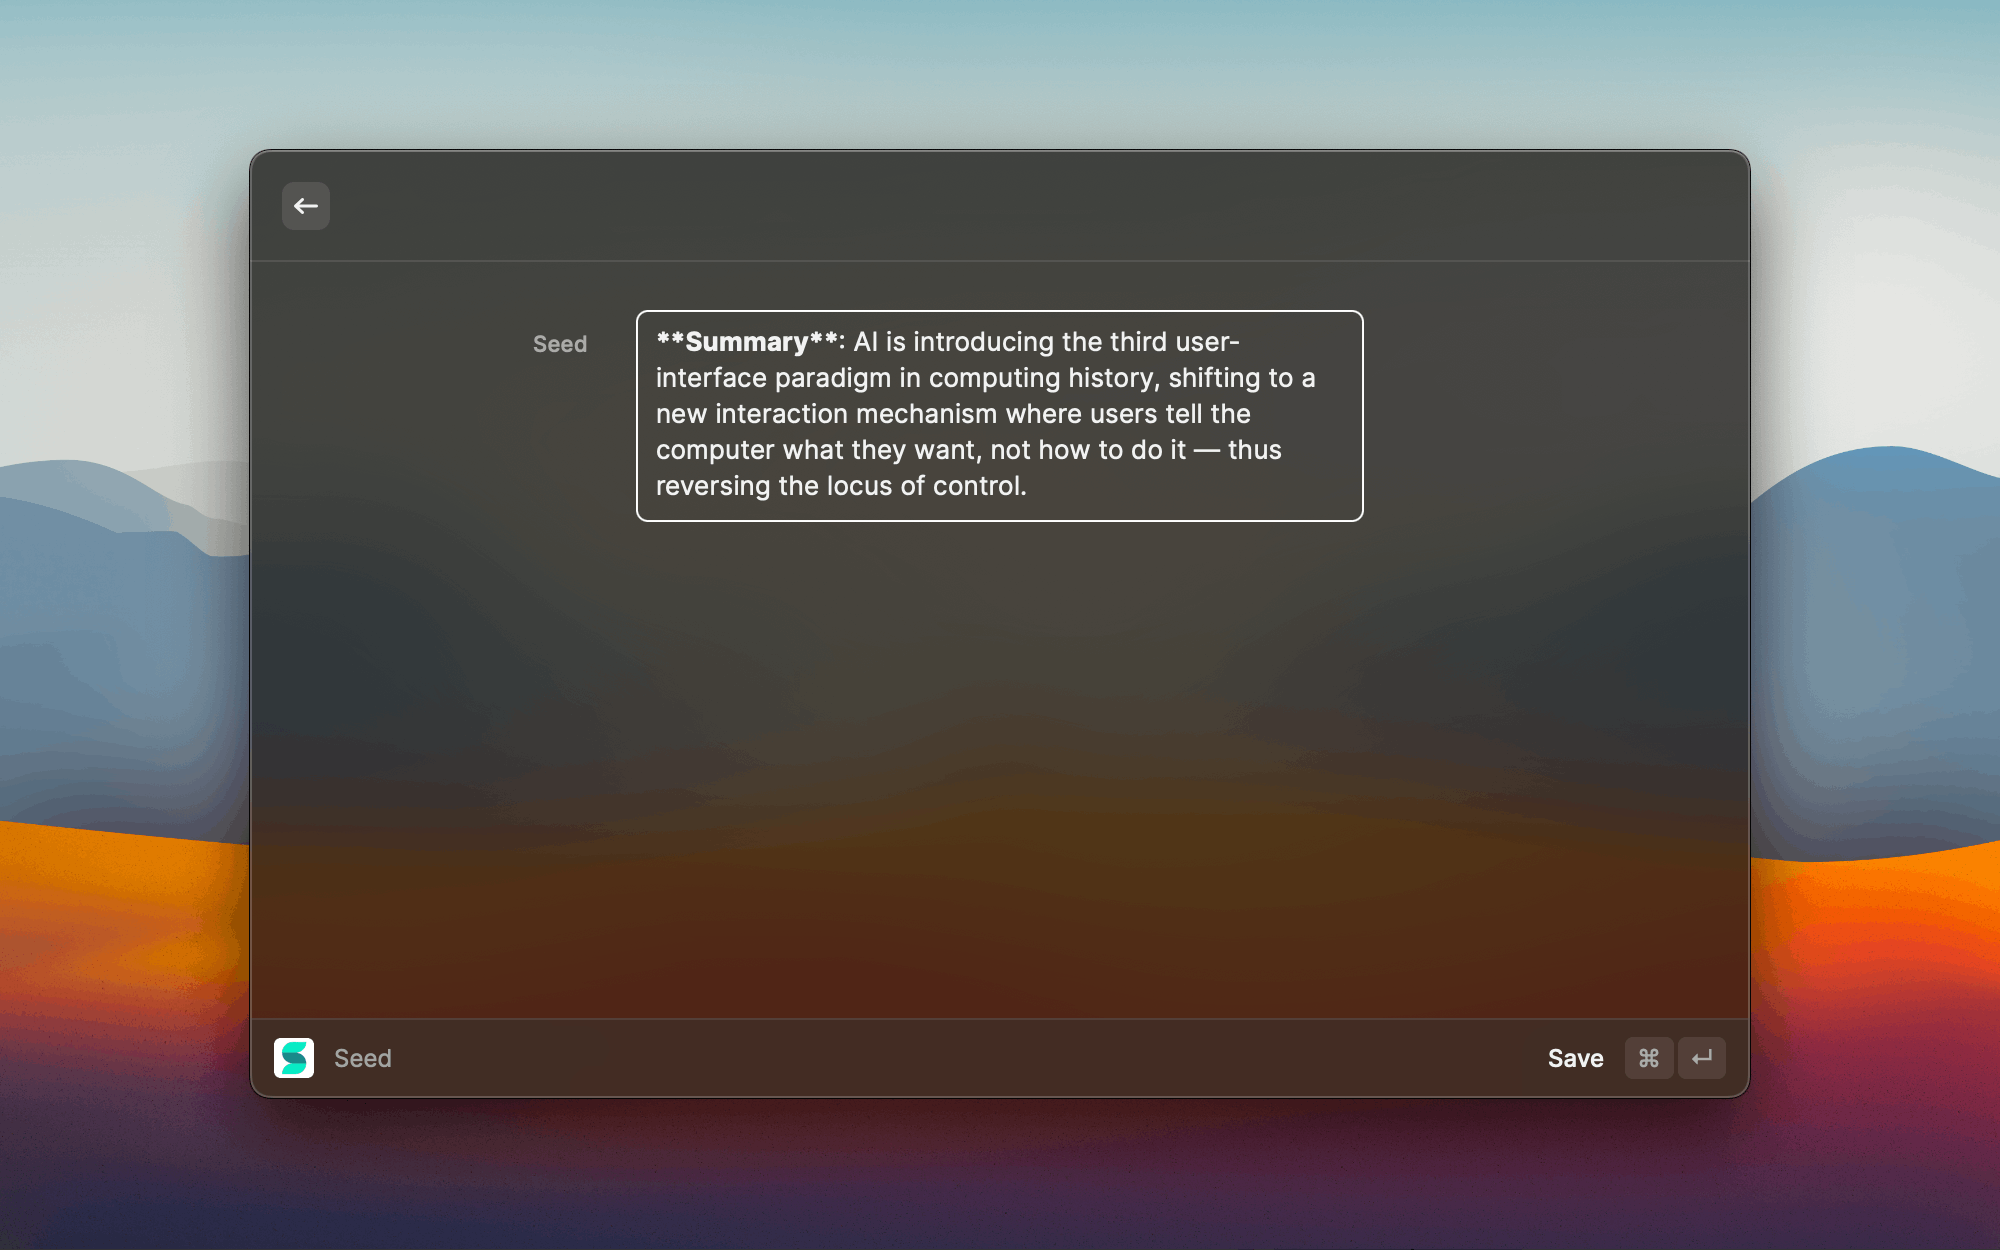 Seed
**Summary**: AI is introducing the third user-
interface paradigm in computing history, shifting to a
new interaction mechanism where users tell the
computer what they want, not how to do it — thus
reversing the locus of control.
Seed
Save ⌘ ↵